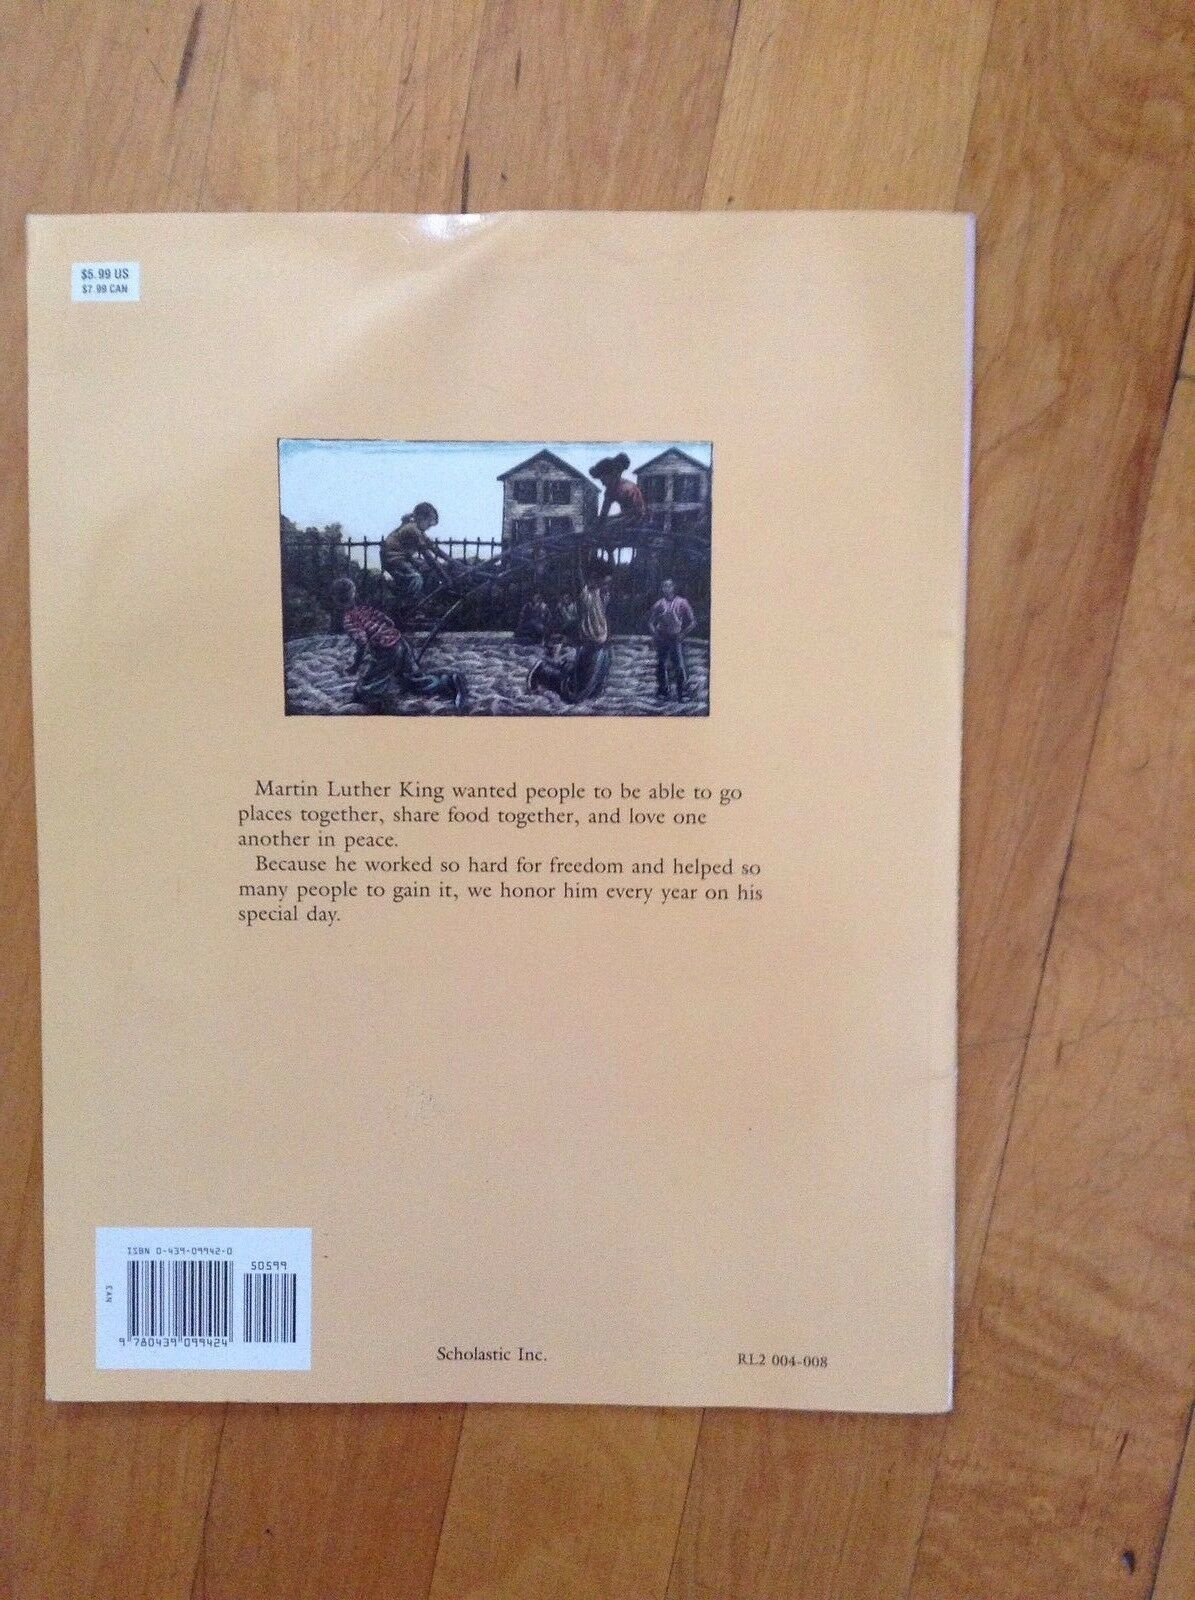 $5.99 US
$7.99 CAN
Martin Luther King wanted people to be able to go
places together, share food together, and love one
another in peace.
Because he worked so hard for freedom and helped so
many people to gain it, we honor him every year on his
special day.
ISBN 0-439-09942-0
50599
NY3
9 780439 099424
Scholastic Inc.
RL2 004-008